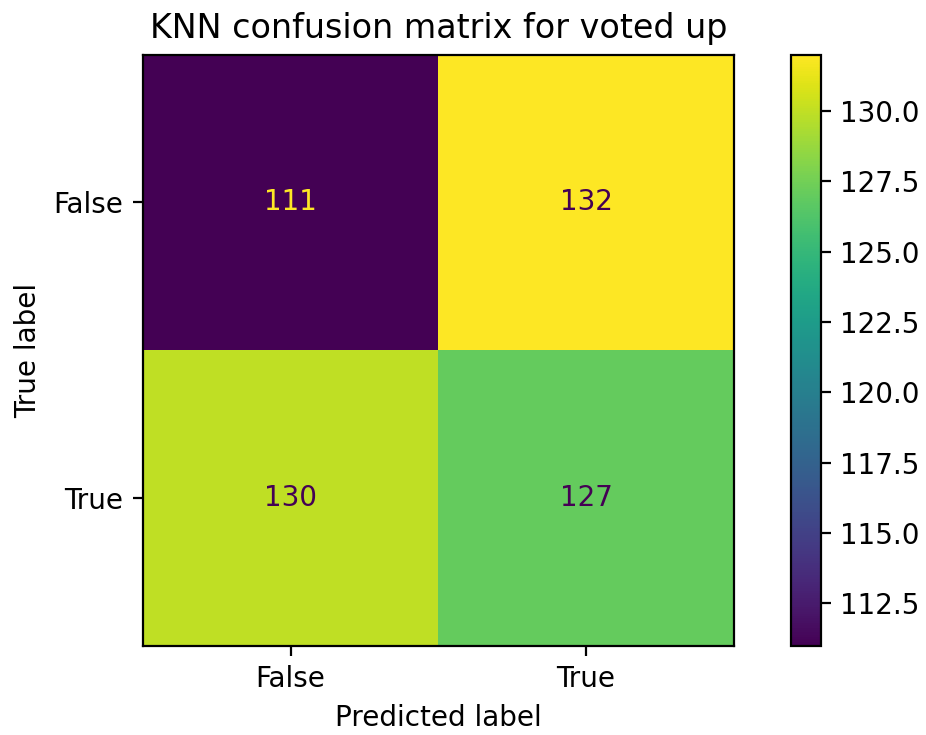 KNN confusion matrix for voted up
True label
False
True
111
132
130
127
False
True
Predicted label
130.0
127.5
125.0
122.5
120.0
117.5
115.0
112.5